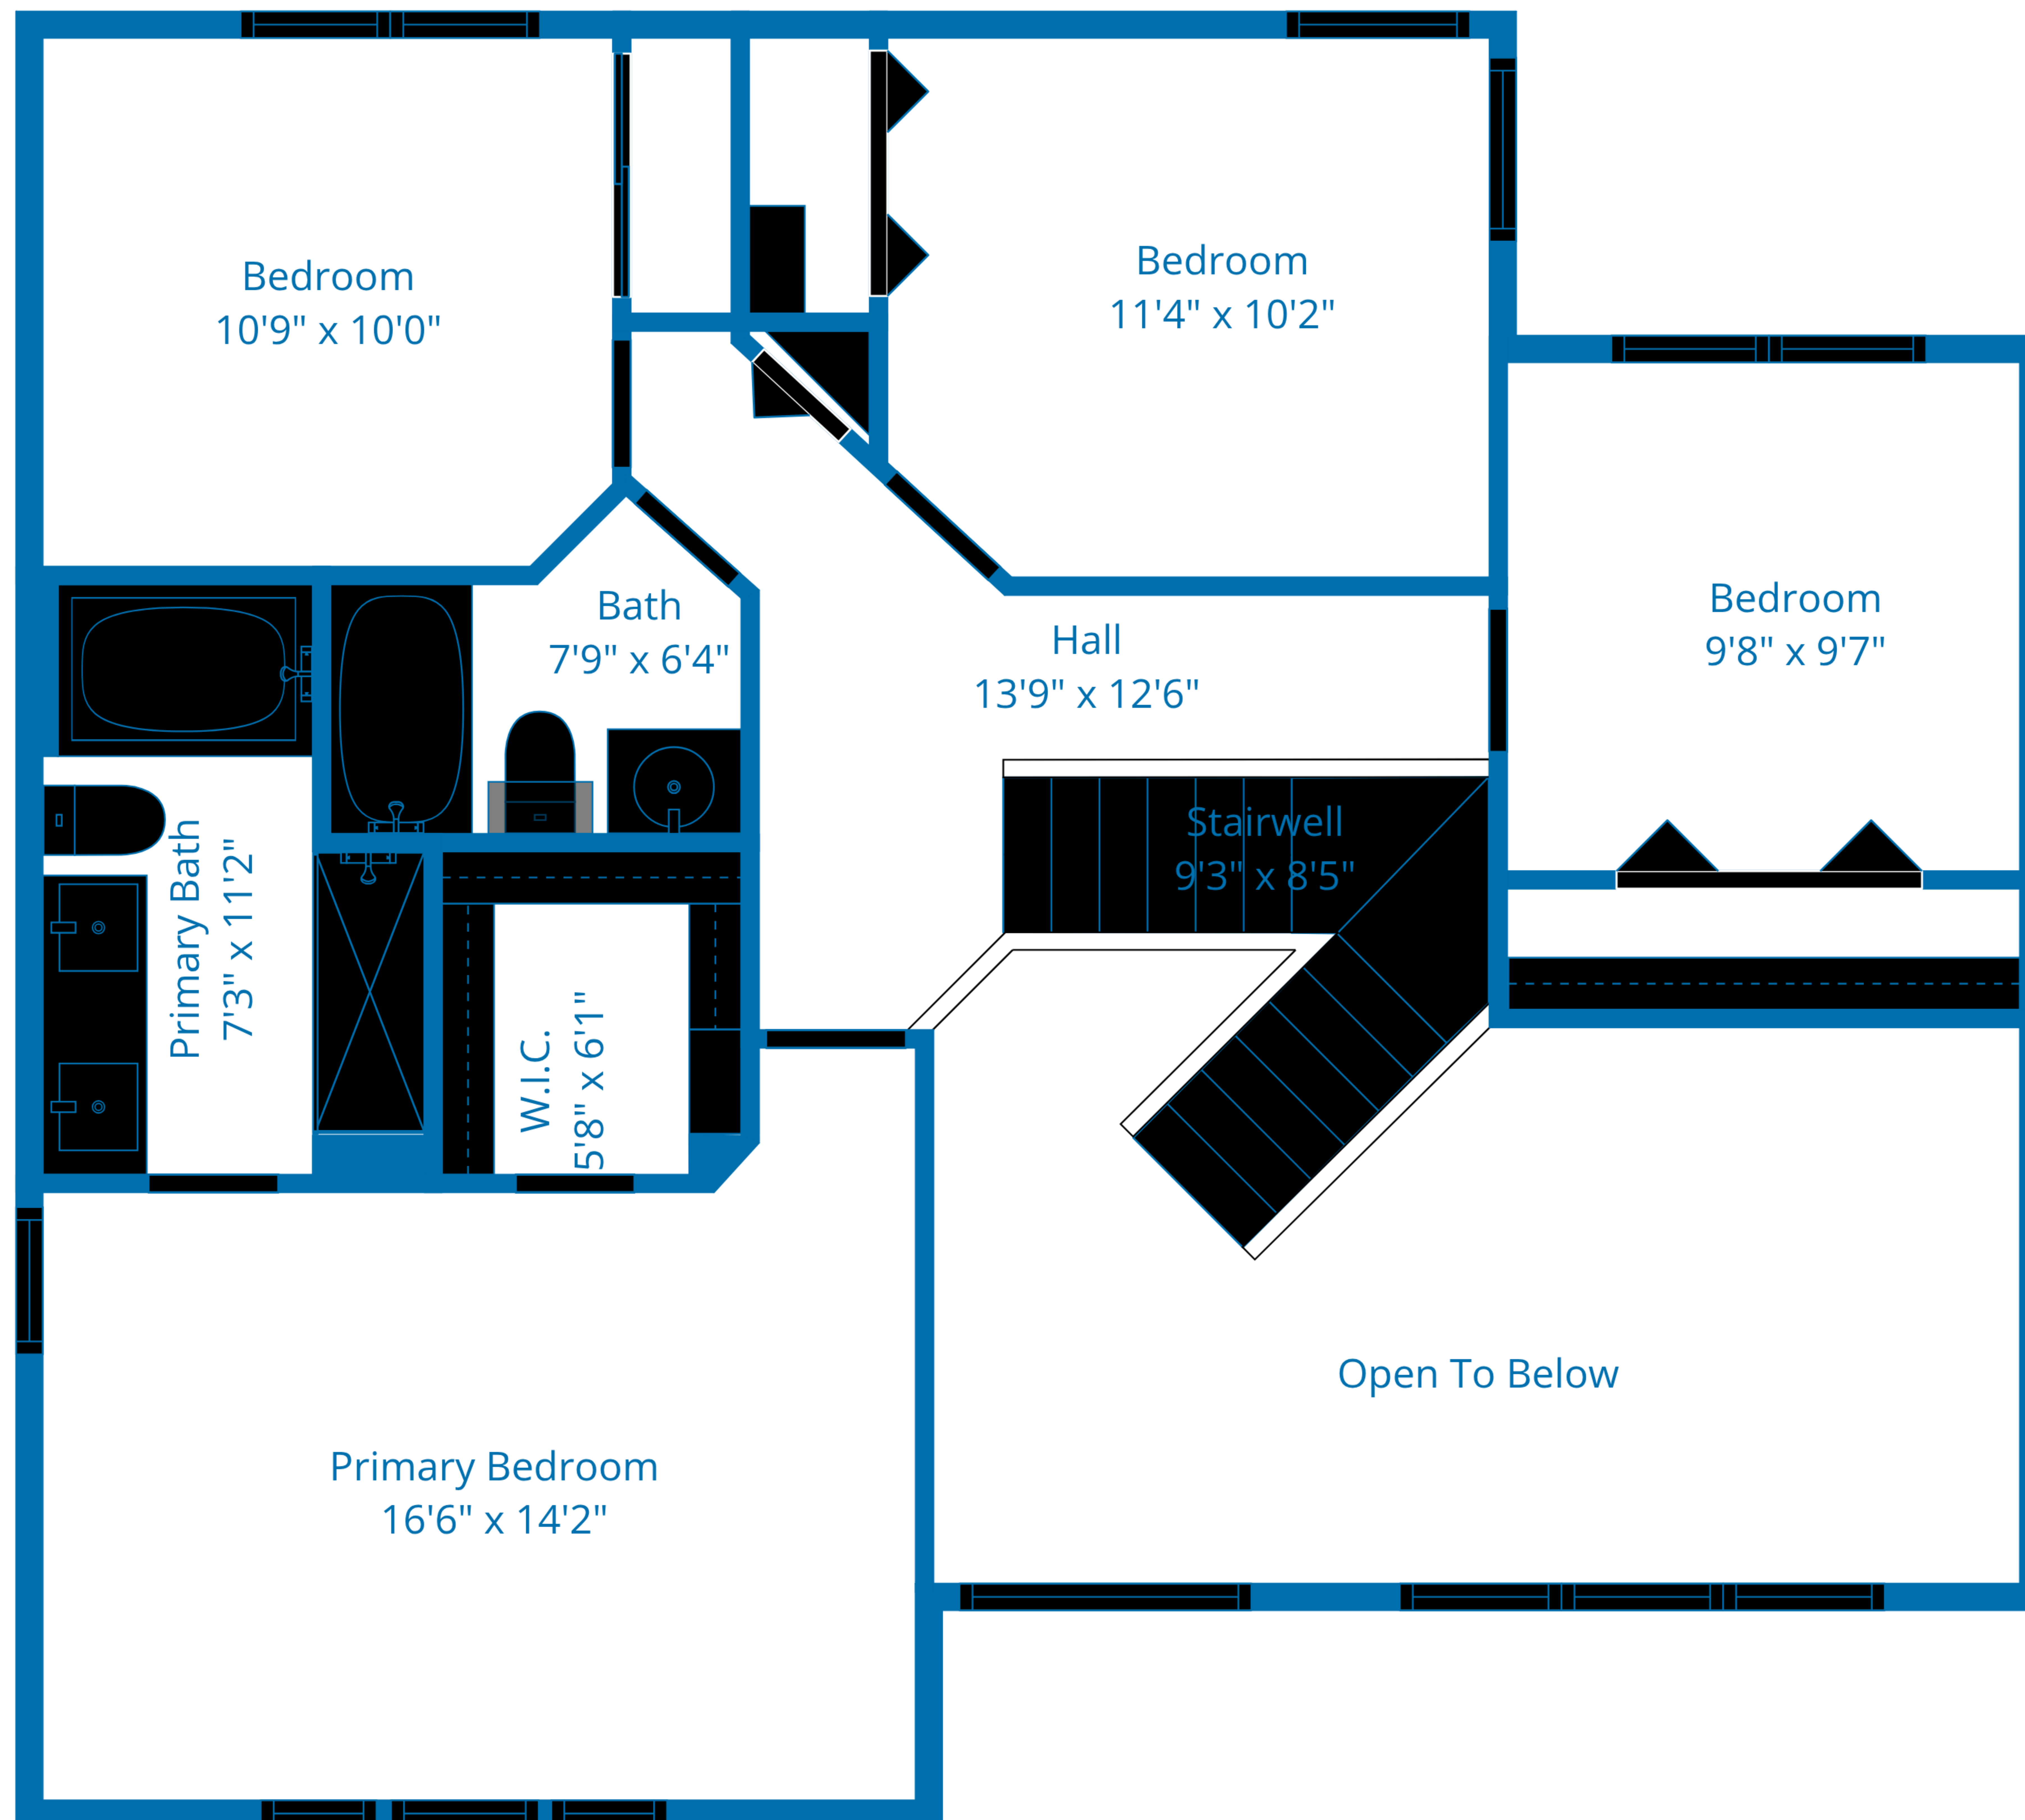 Bedroom
10'9" x 10'0"
Bedroom
11'4" x 10'2"
Bedroom
9'8" x 9'7"
Bath
7'9" x 6'4"
Hall
13'9" x 12'6"
Stairwell
9'3" x 8'5"
Primary Bath
7'3" x 11'2"
W.I.C.
5'8" x 6'1"
Open To Below
Primary Bedroom
16'6" x 14'2"